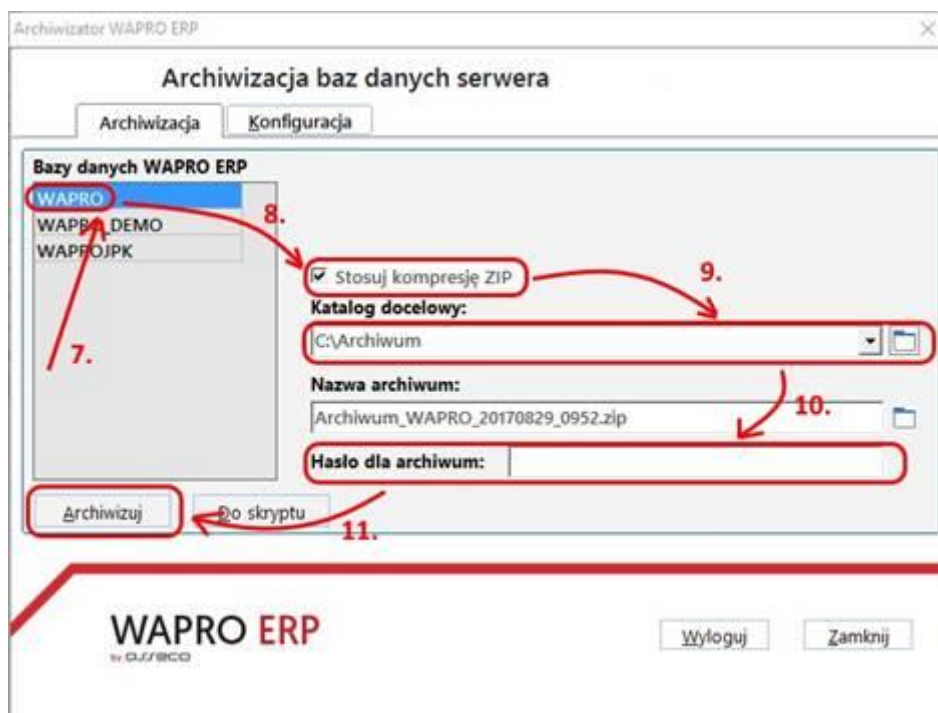 Archiwizator WAPRO ERP
Archiwizacja baz danych serwera
Archiwizacja Konfiguracja
Bazy danych WAPRO ERP
WAPRO
8.
WAPRO_DEMO
WAPROJPK
9.
Stosuj kompresję ZIP
Katalog docelowy:
C:\Archiwum
7.
Nazwa archiwum:
10.
Archiwum_WAPRO_20170829_0952.zip
Hasło dla archiwum:
Archiwizuj Do skryptu
11.
WAPRO ERP
by asseco
Wyloguj Zamknij